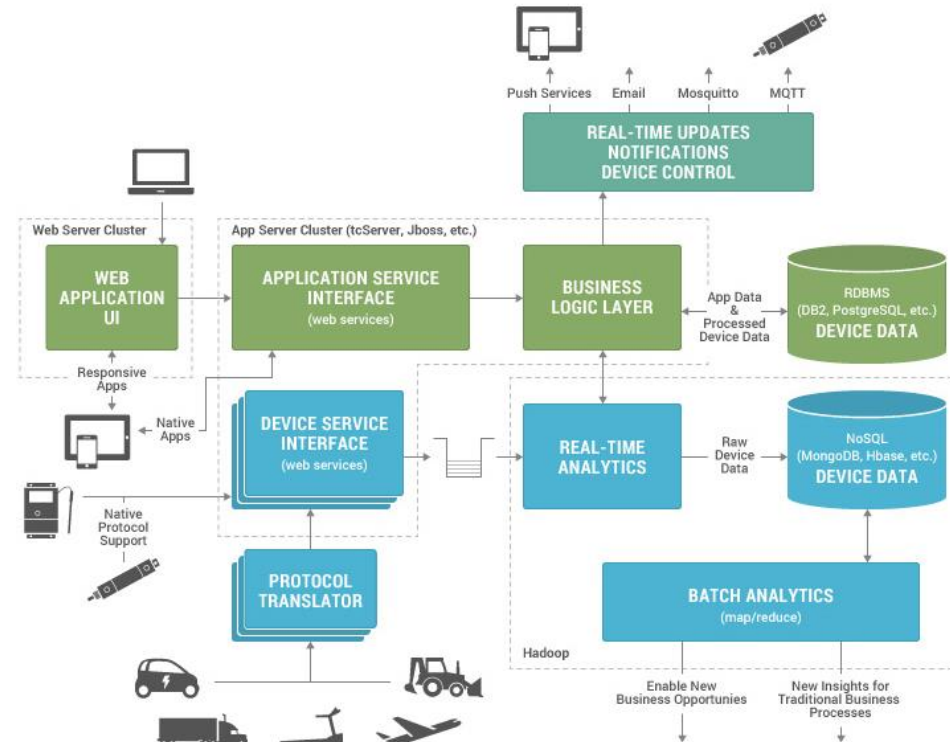 Push Services
Email
Mosquitto
MQTT
REAL-TIME UPDATES
NOTIFICATIONS
DEVICE CONTROL
Web Server Cluster
App Server Cluster (tcServer, Jboss, etc.)
WEB
APPLICATION
UI
APPLICATION SERVICE
INTERFACE
(web services)
BUSINESS
LOGIC LAYER
App Data
&
Processed
Device Data
RDBMS
(DB2, PostgreSQL, etc.)
DEVICE DATA
Responsive
Apps
Native
Apps
DEVICE SERVICE
INTERFACE
(web services)
REAL-TIME
ANALYTICS
Raw
Device
Data
NoSQL
(MongoDB, Hbase, etc.)
DEVICE DATA
Native
Protocol
Support
PROTOCOL
TRANSLATOR
BATCH ANALYTICS
(map/reduce)
Hadoop
Enable New
Business Opportunies
New Insights for
Traditional Business
Processes